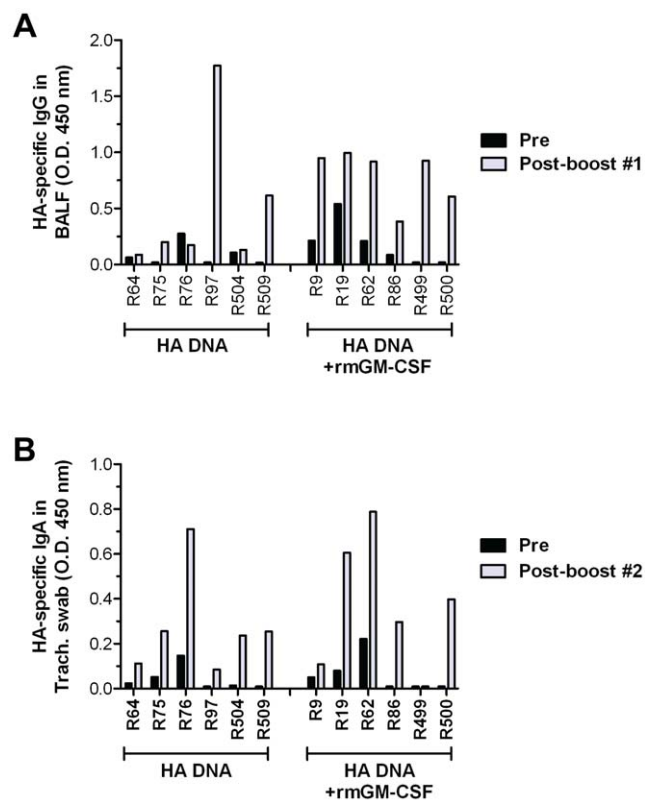 A
HA-specific IgG in
BALF (O.D. 450 nm)
2.0
1.5
1.0
0.5
0.0
R64
R75
R76
R97
R504
R509
R9
R19
R62
R86
R499
R500
HA DNA
HA DNA
+rmGM-CSF
Pre
Post-boost #1
B
HA-specific IgA in
Trach. swab (O.D. 450 nm)
1.0
0.8
0.6
0.4
0.2
0.0
R64
R75
R76
R97
R504
R509
R9
R19
R62
R86
R499
R500
HA DNA
HA DNA
+rmGM-CSF
Pre
Post-boost #2